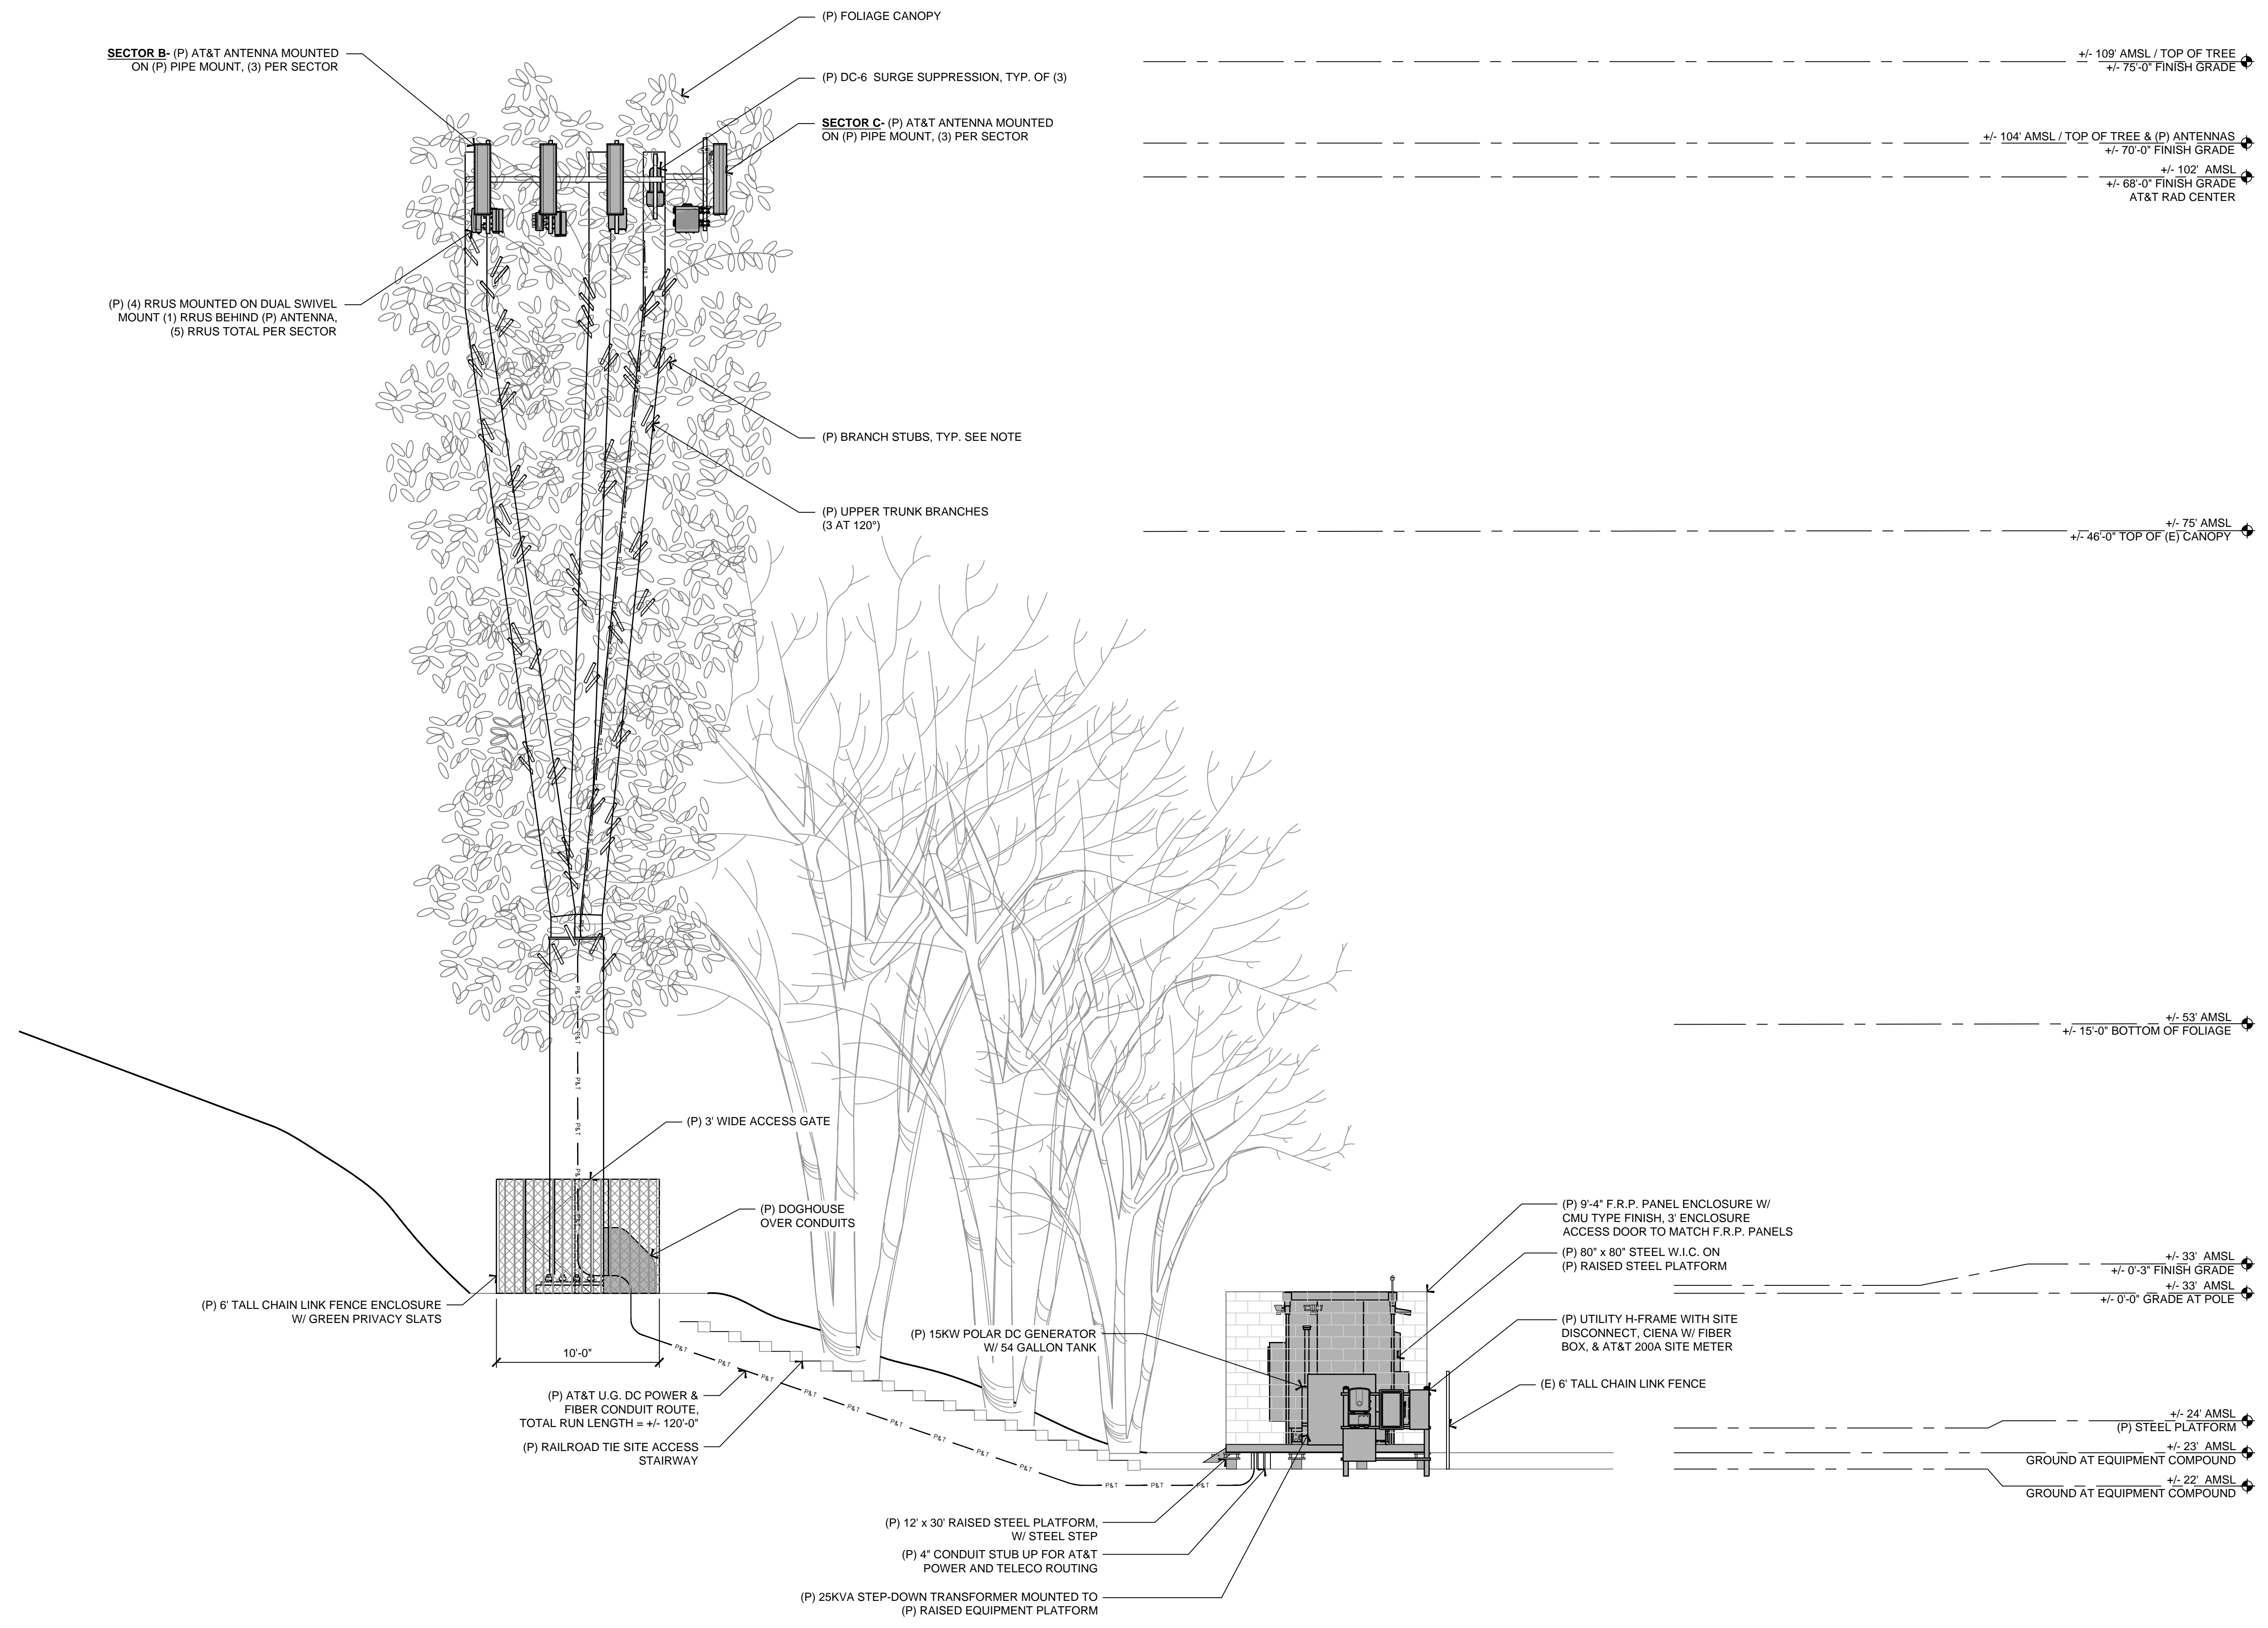 (P) FOLIAGE CANOPY
SECTOR B- (P) AT&T ANTENNA MOUNTED
ON (P) PIPE MOUNT, (3) PER SECTOR
(P) DC-6 SURGE SUPPRESSION, TYP. OF (3)
SECTOR C- (P) AT&T ANTENNA MOUNTED
ON (P) PIPE MOUNT, (3) PER SECTOR
(P) (4) RRUS MOUNTED ON DUAL SWIVEL
MOUNT (1) RRUS BEHIND (P) ANTENNA,
(5) RRUS TOTAL PER SECTOR
(P) BRANCH STUBS, TYP. SEE NOTE
(P) UPPER TRUNK BRANCHES
(3 AT 120°)
+/- 109' AMSL / TOP OF TREE
+/- 75'-0" FINISH GRADE
+/- 104' AMSL / TOP OF TREE & (P) ANTENNAS
+/- 70'-0" FINISH GRADE
+/- 102' AMSL
+/- 68'-0" FINISH GRADE
AT&T RAD CENTER
+/- 75' AMSL
+/- 46'-0" TOP OF (E) CANOPY
+/- 53' AMSL
+/- 15'-0" BOTTOM OF FOLIAGE
P&T
P&T
P&T
P&T
P&T
(P) 3' WIDE ACCESS GATE
(P) DOGHOUSE
OVER CONDUITS
(P) 6' TALL CHAIN LINK FENCE ENCLOSURE
W/ GREEN PRIVACY SLATS
10'-0"
(P) AT&T U.G. DC POWER &
FIBER CONDUIT ROUTE,
TOTAL RUN LENGTH = +/- 120'-0"
(P) RAILROAD TIE SITE ACCESS
STAIRWAY
P&T
P&T
P&T
P&T
P&T
P&T
P&T
P&T
P&T
P&T
P&T
(P) 15KW POLAR DC GENERATOR
W/ 54 GALLON TANK
(P) 12' x 30' RAISED STEEL PLATFORM,
W/ STEEL STEP
(P) 4" CONDUIT STUB UP FOR AT&T
POWER AND TELECO ROUTING
(P) 25KVA STEP-DOWN TRANSFORMER MOUNTED TO
(P) RAISED EQUIPMENT PLATFORM
(P) 9'-4" F.R.P. PANEL ENCLOSURE W/
CMU TYPE FINISH, 3' ENCLOSURE
ACCESS DOOR TO MATCH F.R.P. PANELS
(P) 80" x 80" STEEL W.I.C. ON
(P) RAISED STEEL PLATFORM
(P) UTILITY H-FRAME WITH SITE
DISCONNECT, CIENA W/ FIBER
BOX, & AT&T 200A SITE METER
(E) 6' TALL CHAIN LINK FENCE
+/- 33' AMSL
+/- 0'-3" FINISH GRADE
+/- 33' AMSL
+/- 0'-0" GRADE AT POLE
+/- 24' AMSL
(P) STEEL PLATFORM
+/- 23' AMSL
GROUND AT EQUIPMENT COMPOUND
+/- 22' AMSL
GROUND AT EQUIPMENT COMPOUND